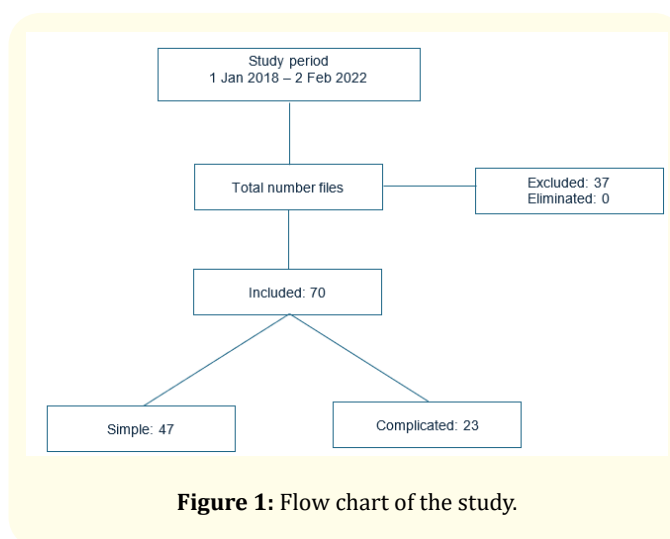 Study period
1 Jan 2018 – 2 Feb 2022
Total number files
Excluded: 37
Eliminated: 0
Included: 70
Simple: 47
Complicated: 23
Figure 1: Flow chart of the study.